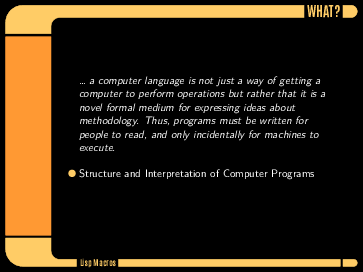 WHAT?
... a computer language is not just a way of getting a
computer to perform operations but rather that it is a
novel formal medium for expressing ideas about
methodology. Thus, programs must be written for
people to read, and only incidentally for machines to
execute.
Structure and Interpretation of Computer Programs
Lisp Macros